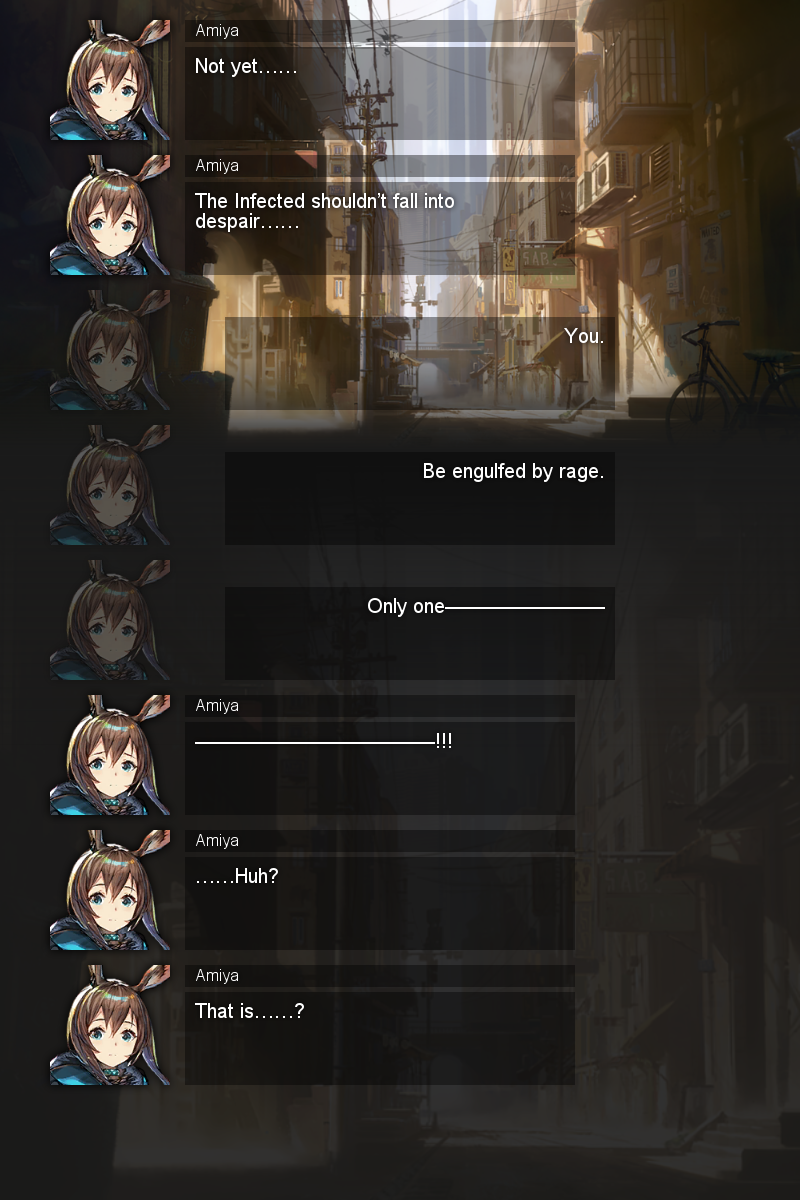 Amiya
Not yet……
Amiya
The Infected shouldn't fall into
despair……
You.
Be engulfed by rage.
Only one————————
Amiya
————————————!!!
Amiya
……Huh?
Amiya
That is……?